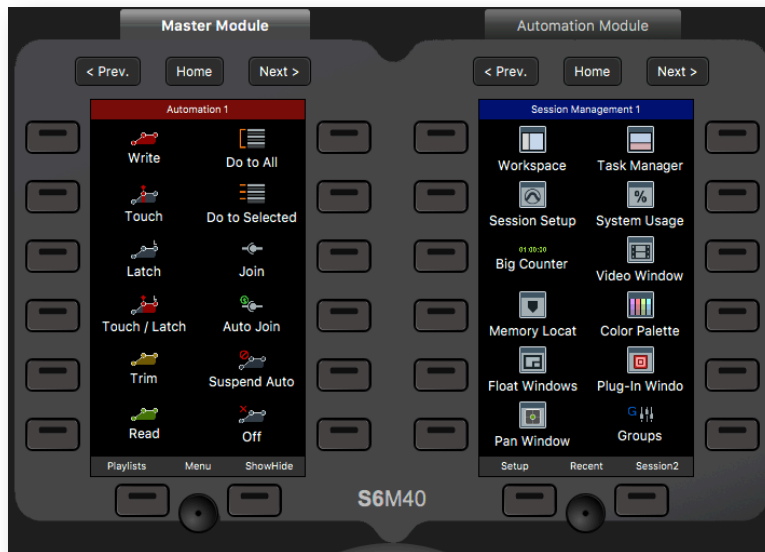 Master Module
Automation Module
< Prev.
Home
Next >
< Prev.
Home
Next >
Automation 1
Write
Do to All
Touch
Do to Selected
Latch
Join
Touch / Latch
Auto Join
Trim
Suspend Auto
Read
Off
Playlists
Menu
ShowHide
Session Management 1
Workspace
Task Manager
Session Setup
%
System Usage
01:00:00
Big Counter
Video Window
Memory Locat
Color Palette
Float Windows
Plug-In Windo
Pan Window
G
Groups
Setup
Recent
Session2
S6M40